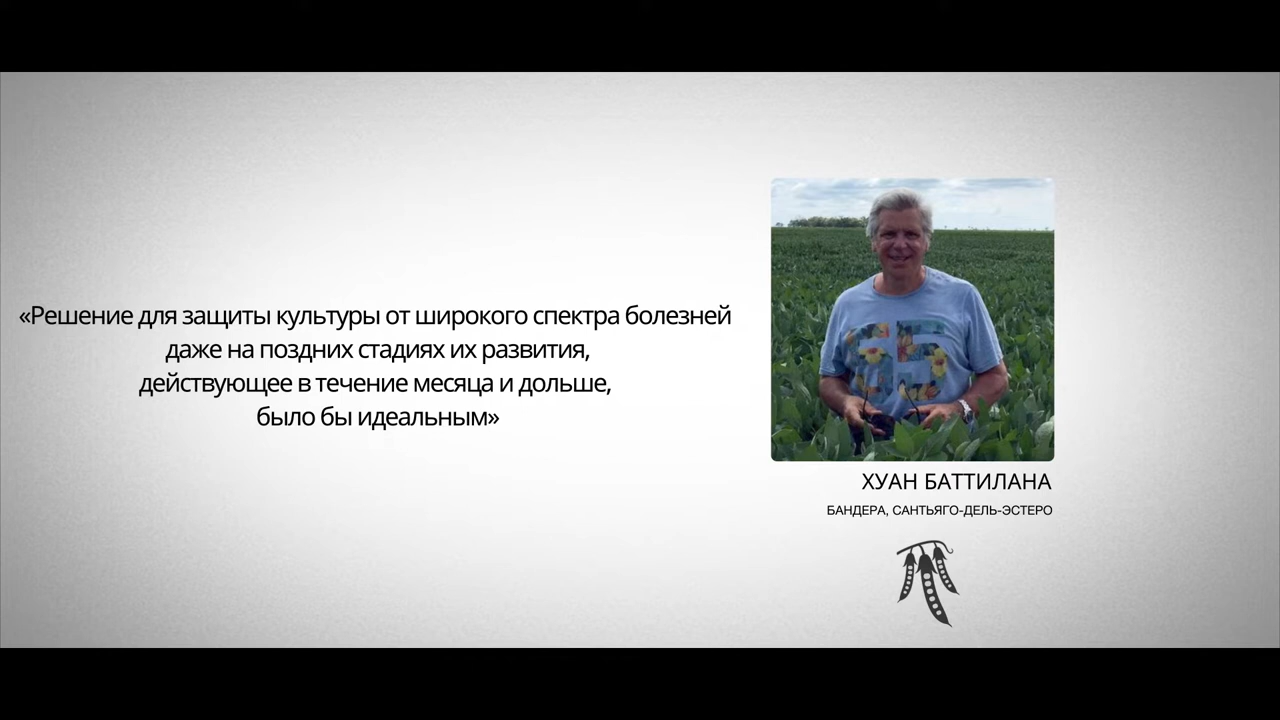 «Решение для защиты культуры от широкого спектра болезней
даже на поздних стадиях их развития,
действующее в течение месяца и дольше,
было бы идеальным»
65
ХУАН БАТТИЛАНА
БАНДЕРА, САНТЬЯГО-ДЕЛЬ-ЭСТЕРО